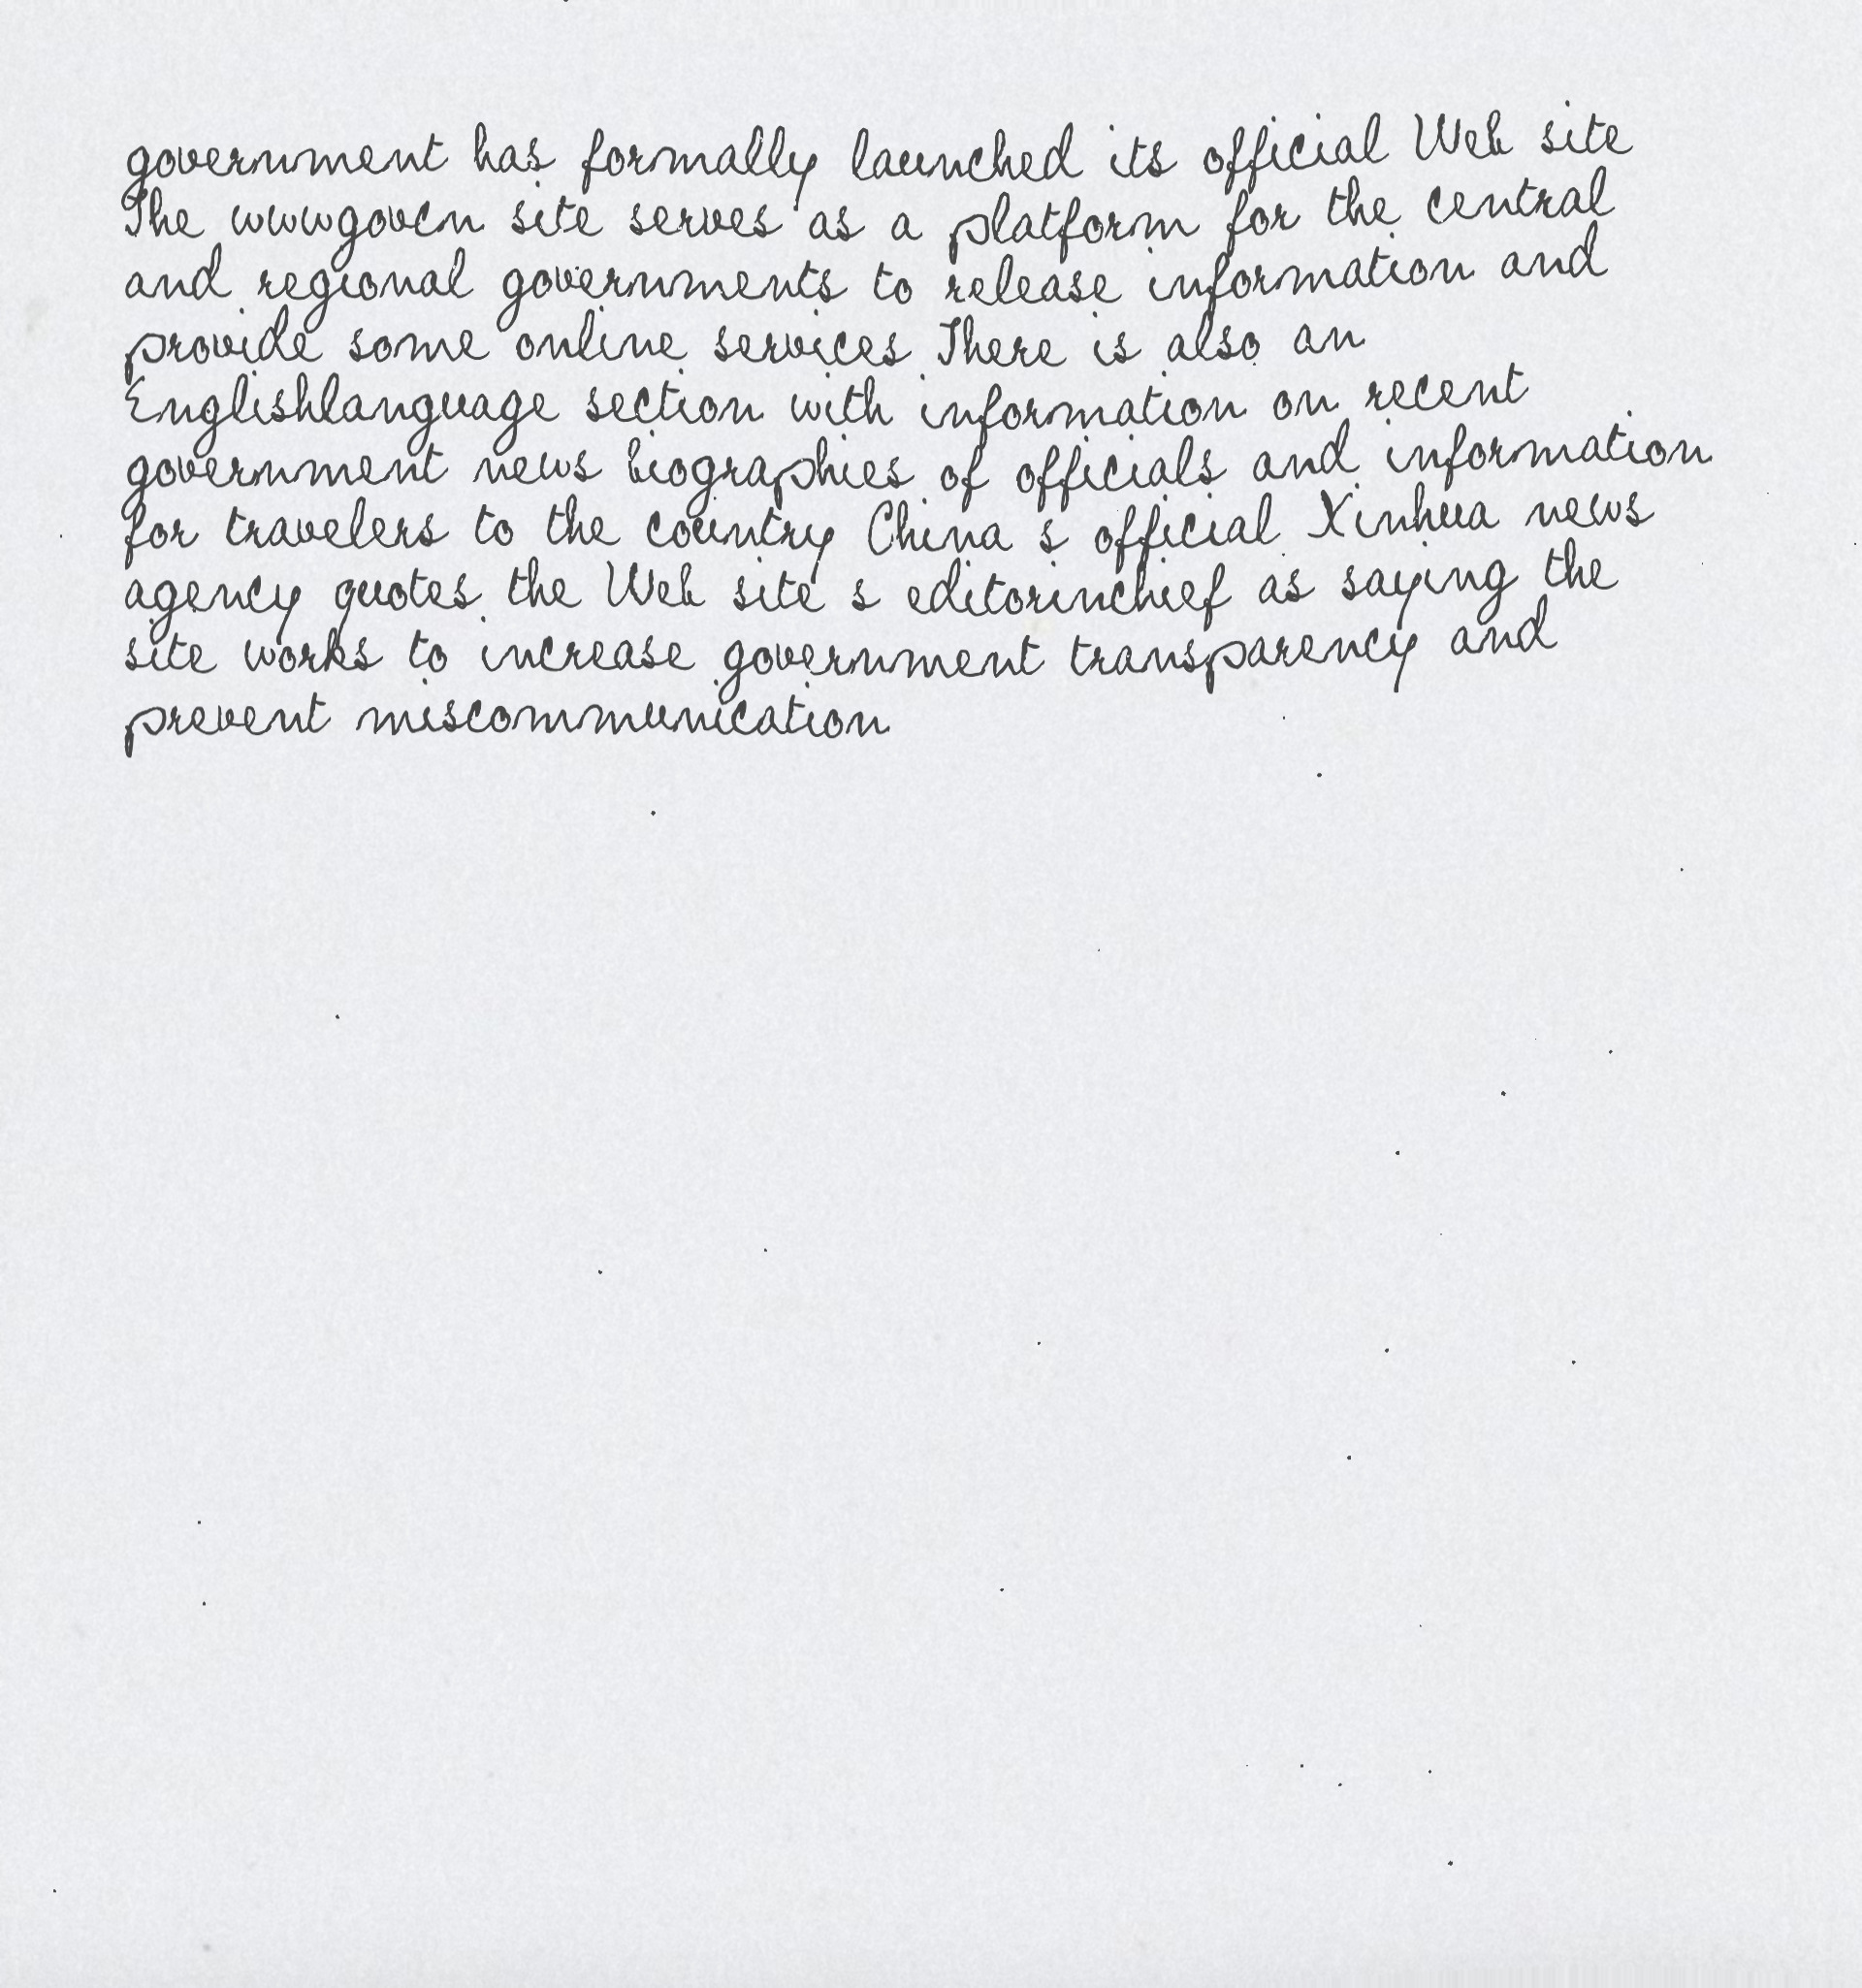 government has formally launched its official Web site
The wwwgovcn site serves as a platform for the central
and regional governments to release information and
provide some online services There is also an
Englishlanguage section with information on recent
government news biographies of officials and information
for travelers to the country China s official Xinhua news
agency quotes the Web site s editorinchief as saying the
site works to increase government transparency and
prevent miscommunication